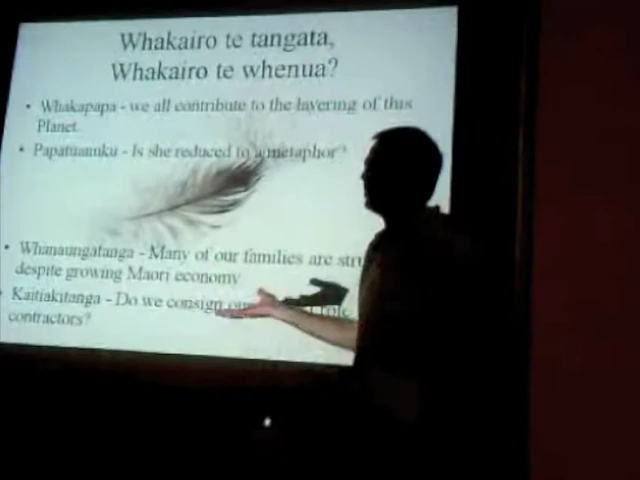 Whakairo te tangata,
Whakairo te whenua?
• Whakapapa - we all contribute to the layering of this
Planet
• Papatuanuku - Is she reduced to a metaphor?
• Whanaungatanga - Many of our families are
despite growing Maori economy
• Kaitiakitanga - Do we consign
contractors?